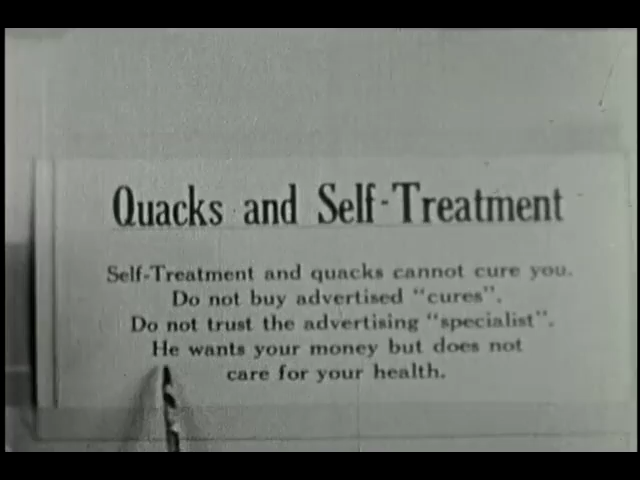 Quacks and Self-Treatment
Self-Treatment and quacks cannot cure you.
Do not buy advertised "cures".
Do not trust the advertising "specialist".
He wants your money but does not
care for your health.